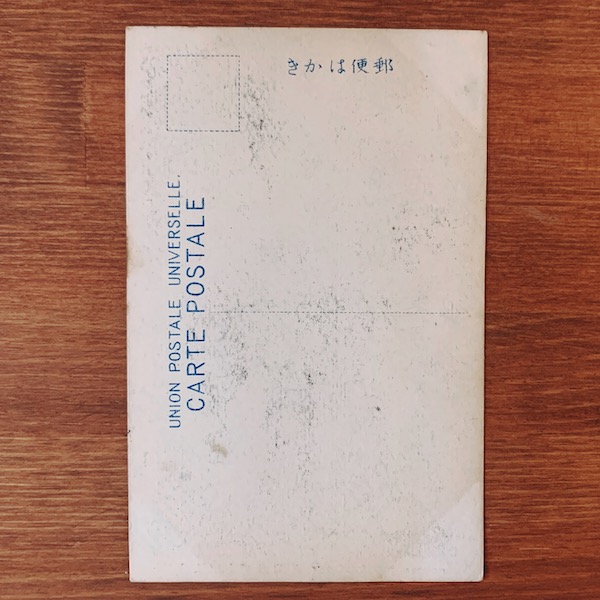 きかは便郵
UNION POSTALE UNIVERSELLE.
CARTE POSTALE